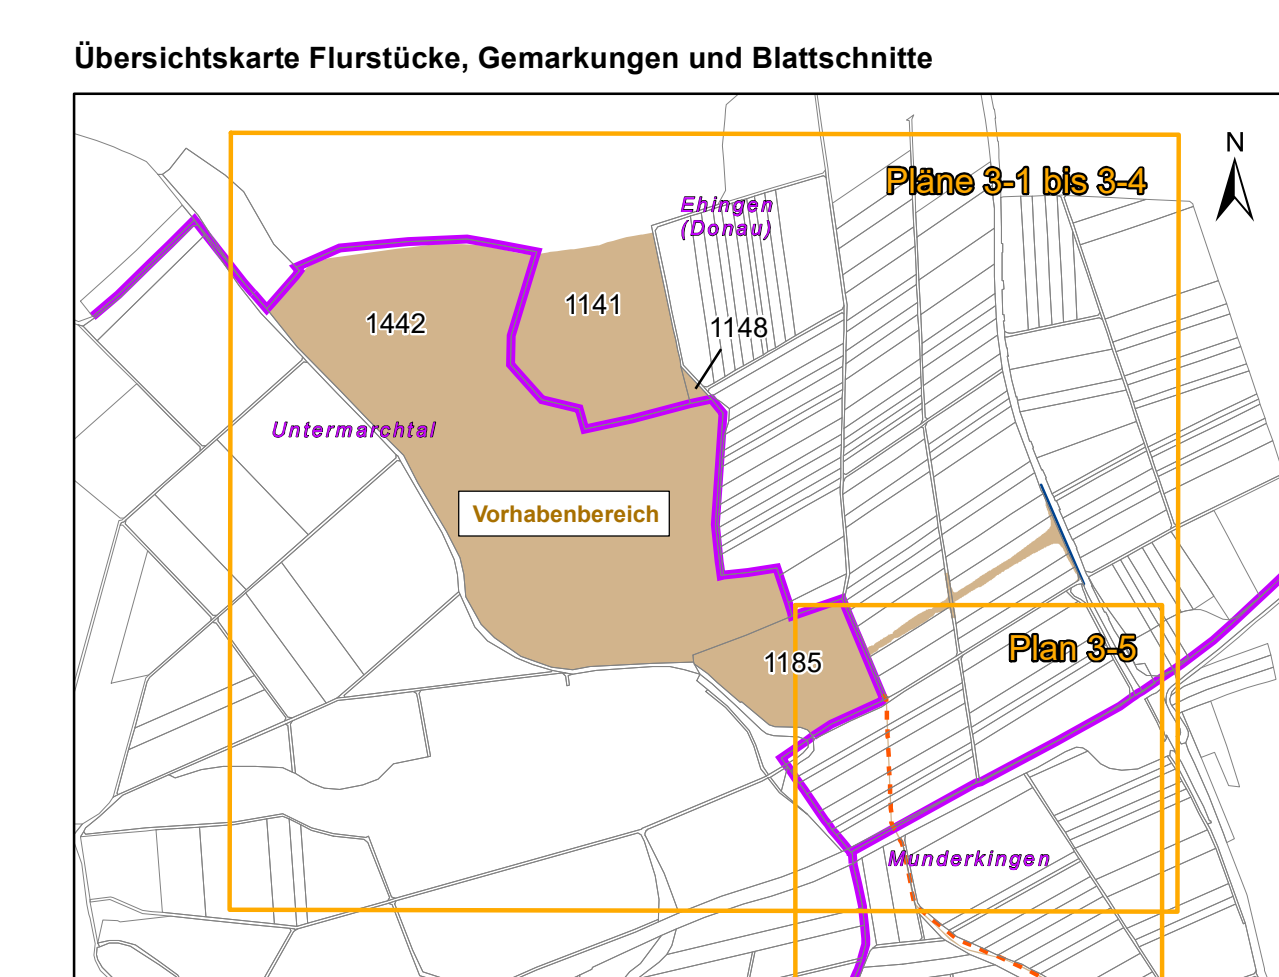 Übersichtskarte Flurstücke, Gemarkungen und Blattschnitte
N
Pläne 3-1 bis 3-4
Ehingen
(Donau)
1141
1442
1148
Untermarchtal
Vorhabenbereich
Plan 3-5
1185
Munderkingen